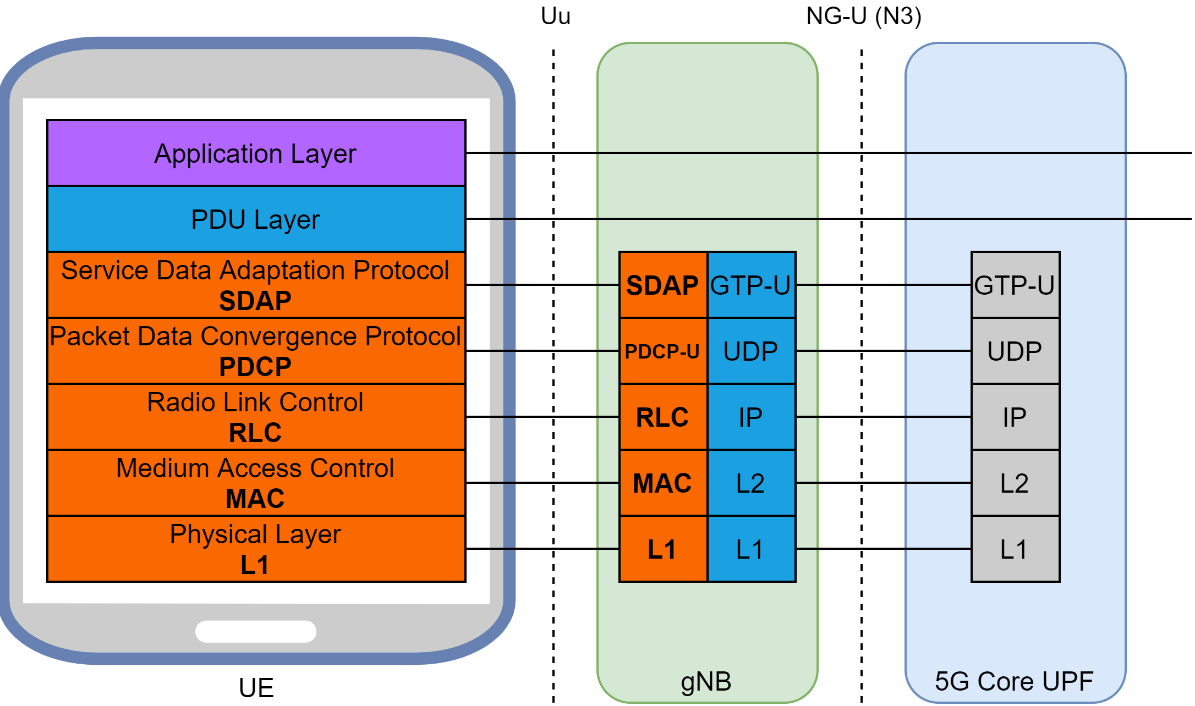 Uu
NG-U (N3)
Application Layer
PDU Layer
Service Data Adaptation Protocol
SDAP
Packet Data Convergence Protocol
PDCP
Radio Link Control
RLC
Medium Access Control
MAC
Physical Layer
L1
SDAP
GTP-U
PDCP-U
UDP
RLC
IP
MAC
L2
L1
L1
GTP-U
UDP
IP
L2
L1
UE
gNB
5G Core UPF